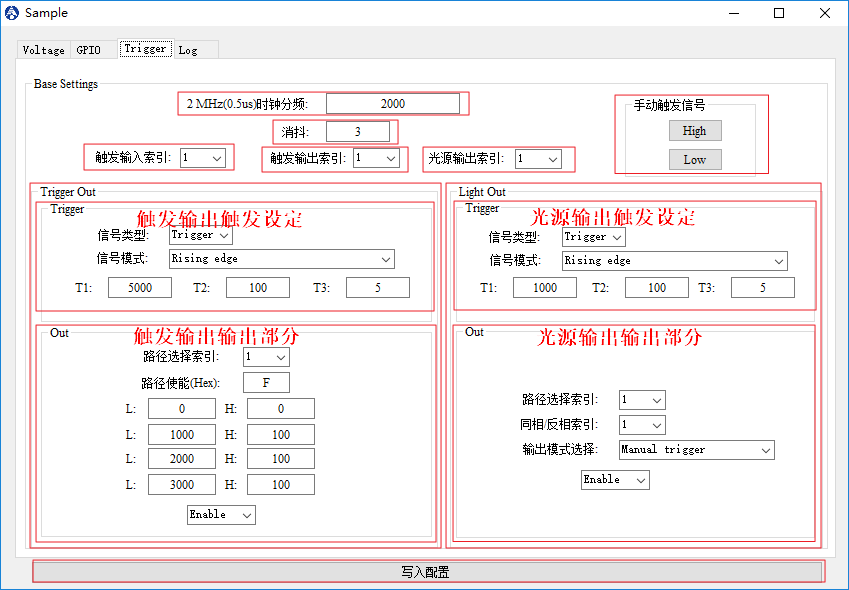 Sample
Voltage GPIO Trigger Log
Base Settings
2 MHz(0.5us)时钟分频: 2000
消抖: 3
触发输入索引: 1 触发输出索引: 1 光源输出索引: 1
手动触发信号
High
Low
Trigger Out
Trigger
触发输出触发设定
信号类型: Trigger
信号模式: Rising edge
T1: 5000 T2: 100 T3: 5
Out
触发输出输出部分
路径选择索引: 1
路径使能(Hex): F
L: 0 H: 0
L: 1000 H: 100
L: 2000 H: 100
L: 3000 H: 100
Enable
Light Out
Trigger
光源输出触发设定
信号类型: Trigger
信号模式: Rising edge
T1: 1000 T2: 100 T3: 5
Out
光源输出输出部分
路径选择索引: 1
同相/反相索引: 1
输出模式选择: Manual trigger
Enable
写入配置